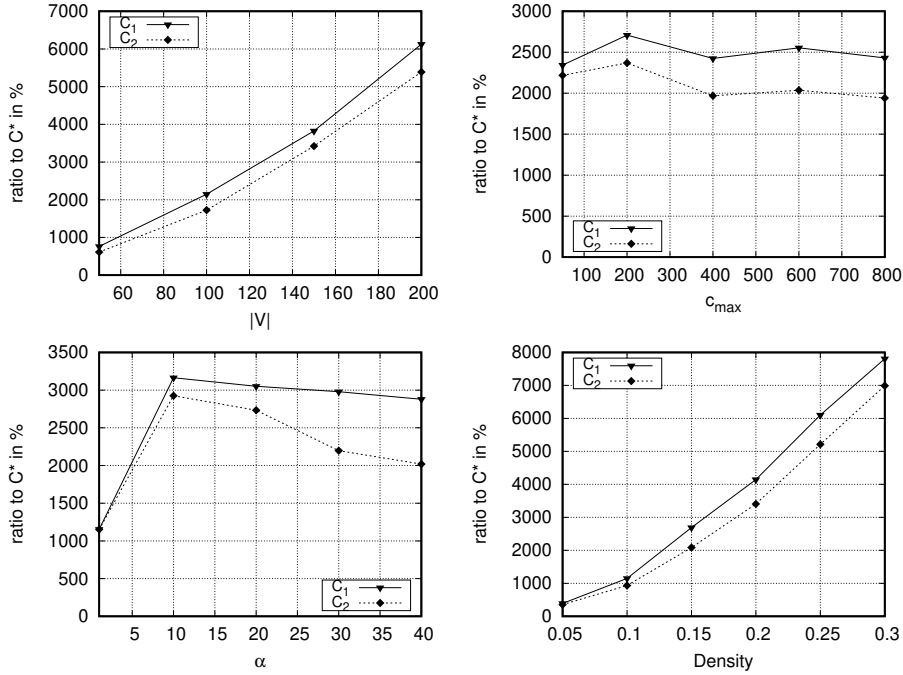 C1
C2
7000
6000
5000
4000
3000
2000
1000
0
60 80 100 120 140 160 180 200
|V|
ratio to C* in %
3000
2500
2000
1500
1000
500
0
C1
C2
100 200 300 400 500 600 700 800
cmax
ratio to C* in %
3500
3000
2500
2000
1500
1000
500
0
C1
C2
5 10 15 20 25 30 35 40
α
ratio to C* in %
C1
C2
8000
7000
6000
5000
4000
3000
2000
1000
0
0.05 0.1 0.15 0.2 0.25 0.3
Density
ratio to C* in %